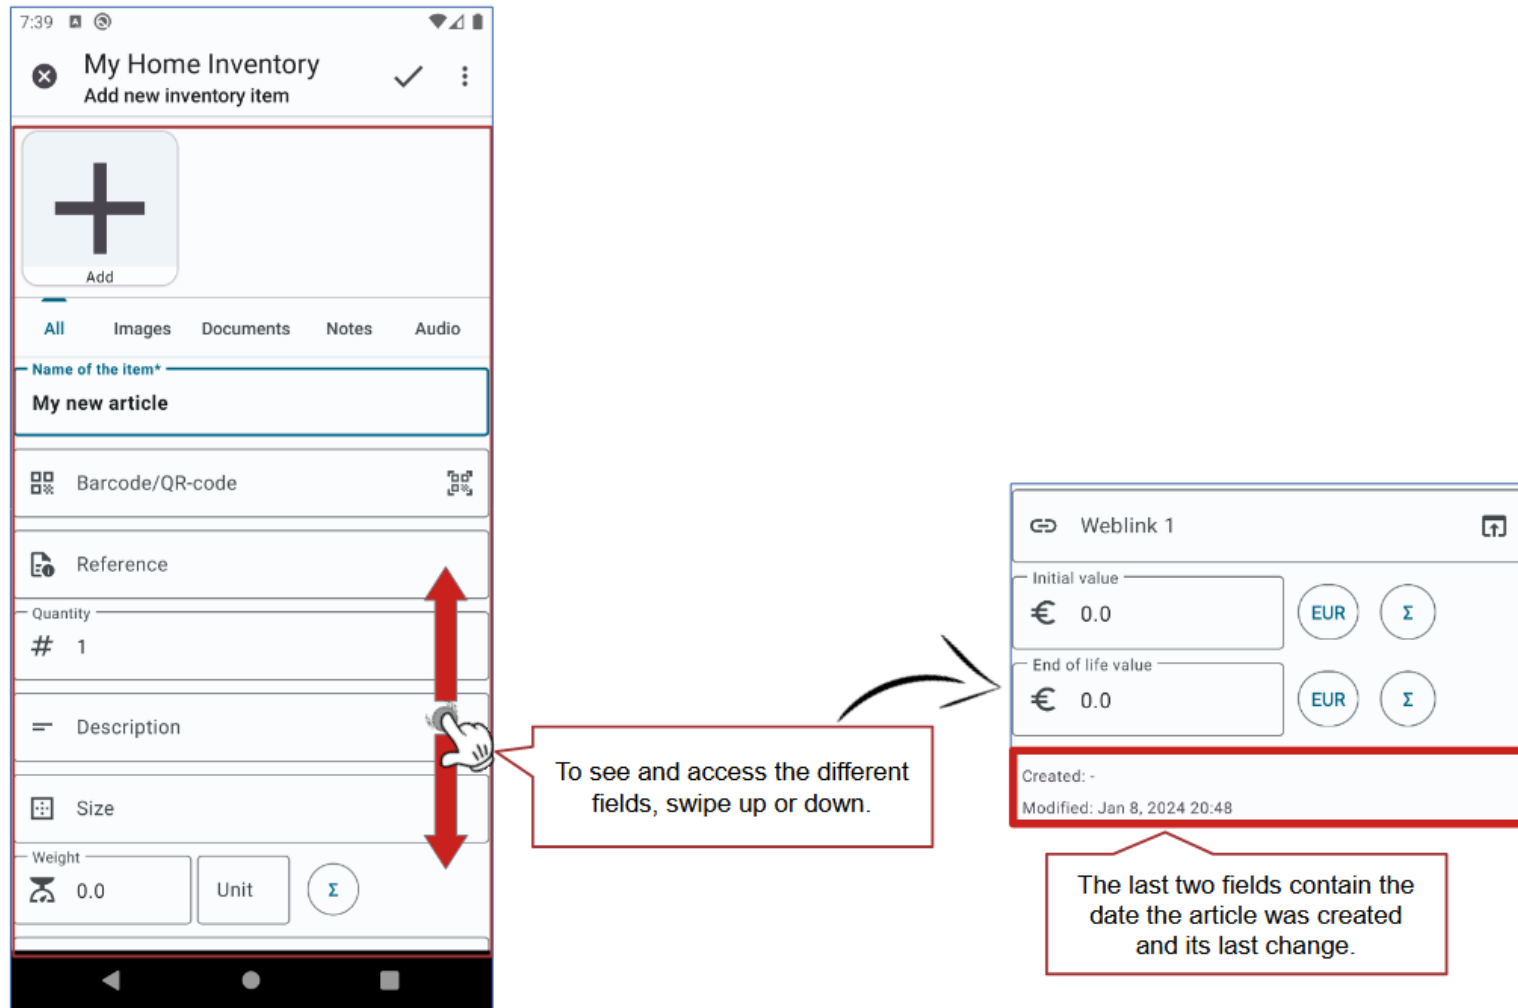 7:39
My Home Inventory
Add new inventory item
Add
All Images Documents Notes Audio
Name of the item*
My new article
Barcode/QR-code
Reference
Quantity
# 1
Description
Size
Weight
0.0 Unit Σ
To see and access the different
fields, swipe up or down.
Weblink 1
Initial value
€ 0.0 EUR Σ
End of life value
€ 0.0 EUR Σ
Created: -
Modified: Jan 8, 2024 20:48
The last two fields contain the
date the article was created
and its last change.